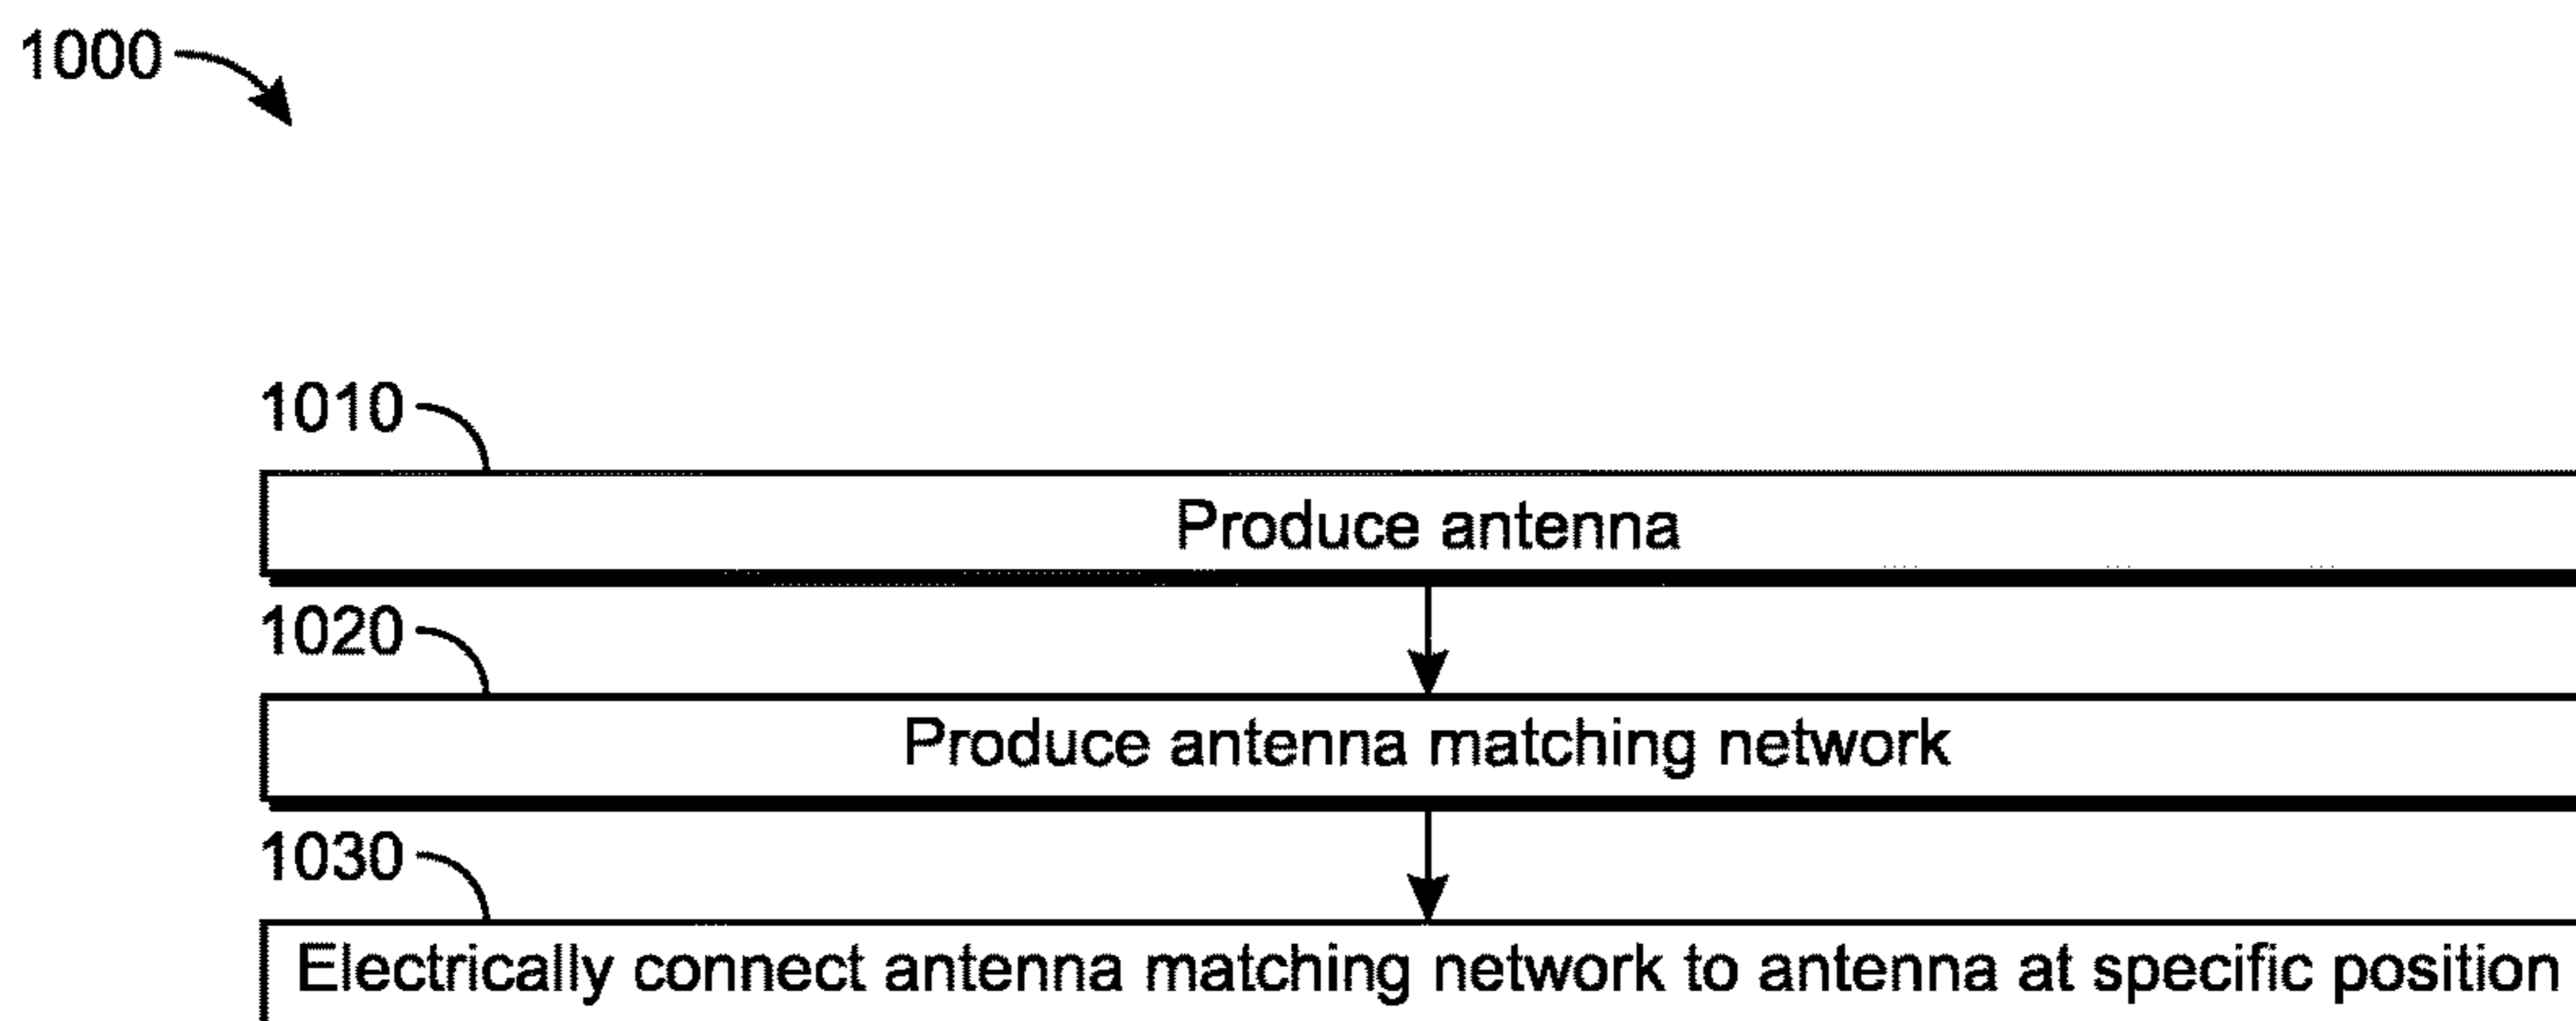 1000
1010
Produce antenna
1020
Produce antenna matching network
1030
Electrically connect antenna matching network to antenna at specific position